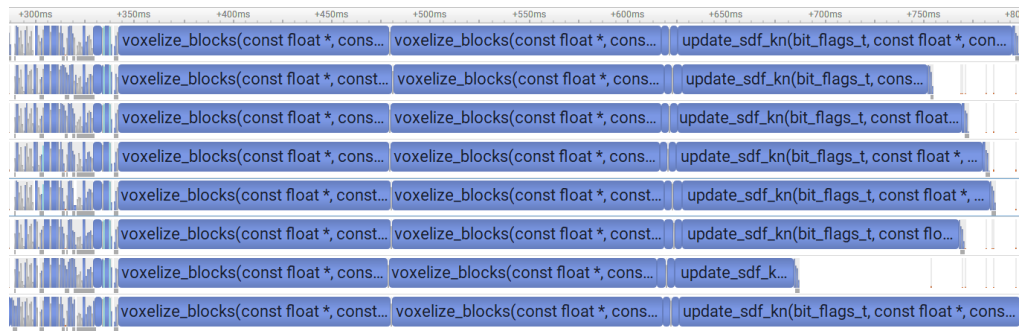 +300ms +350ms +400ms +450ms +500ms +550ms +600ms +650ms +700ms +750ms +80
voxelize_blocks(const float *, cons... voxelize_blocks(const float *, cons... update_sdf_kn(bit_flags_t, const float *, con...
voxelize_blocks(const float *, const... voxelize_blocks(const float *, cons... update_sdf_kn(bit_flags_t, cons...
voxelize_blocks(const float *, const... voxelize_blocks(const float *, cons... update_sdf_kn(bit_flags_t, const float...
voxelize_blocks(const float *, cons... voxelize_blocks(const float *, cons... update_sdf_kn(bit_flags_t, const float *, ...
voxelize_blocks(const float *, const... voxelize_blocks(const float *, cons... update_sdf_kn(bit_flags_t, const float *, ...
voxelize_blocks(const float *, const... voxelize_blocks(const float *, cons... update_sdf_kn(bit_flags_t, const flo...
voxelize_blocks(const float *, cons... voxelize_blocks(const float *, cons... update_sdf_k...
voxelize_blocks(const float *, const... voxelize_blocks(const float *, cons... update_sdf_kn(bit_flags_t, const float *, cons...